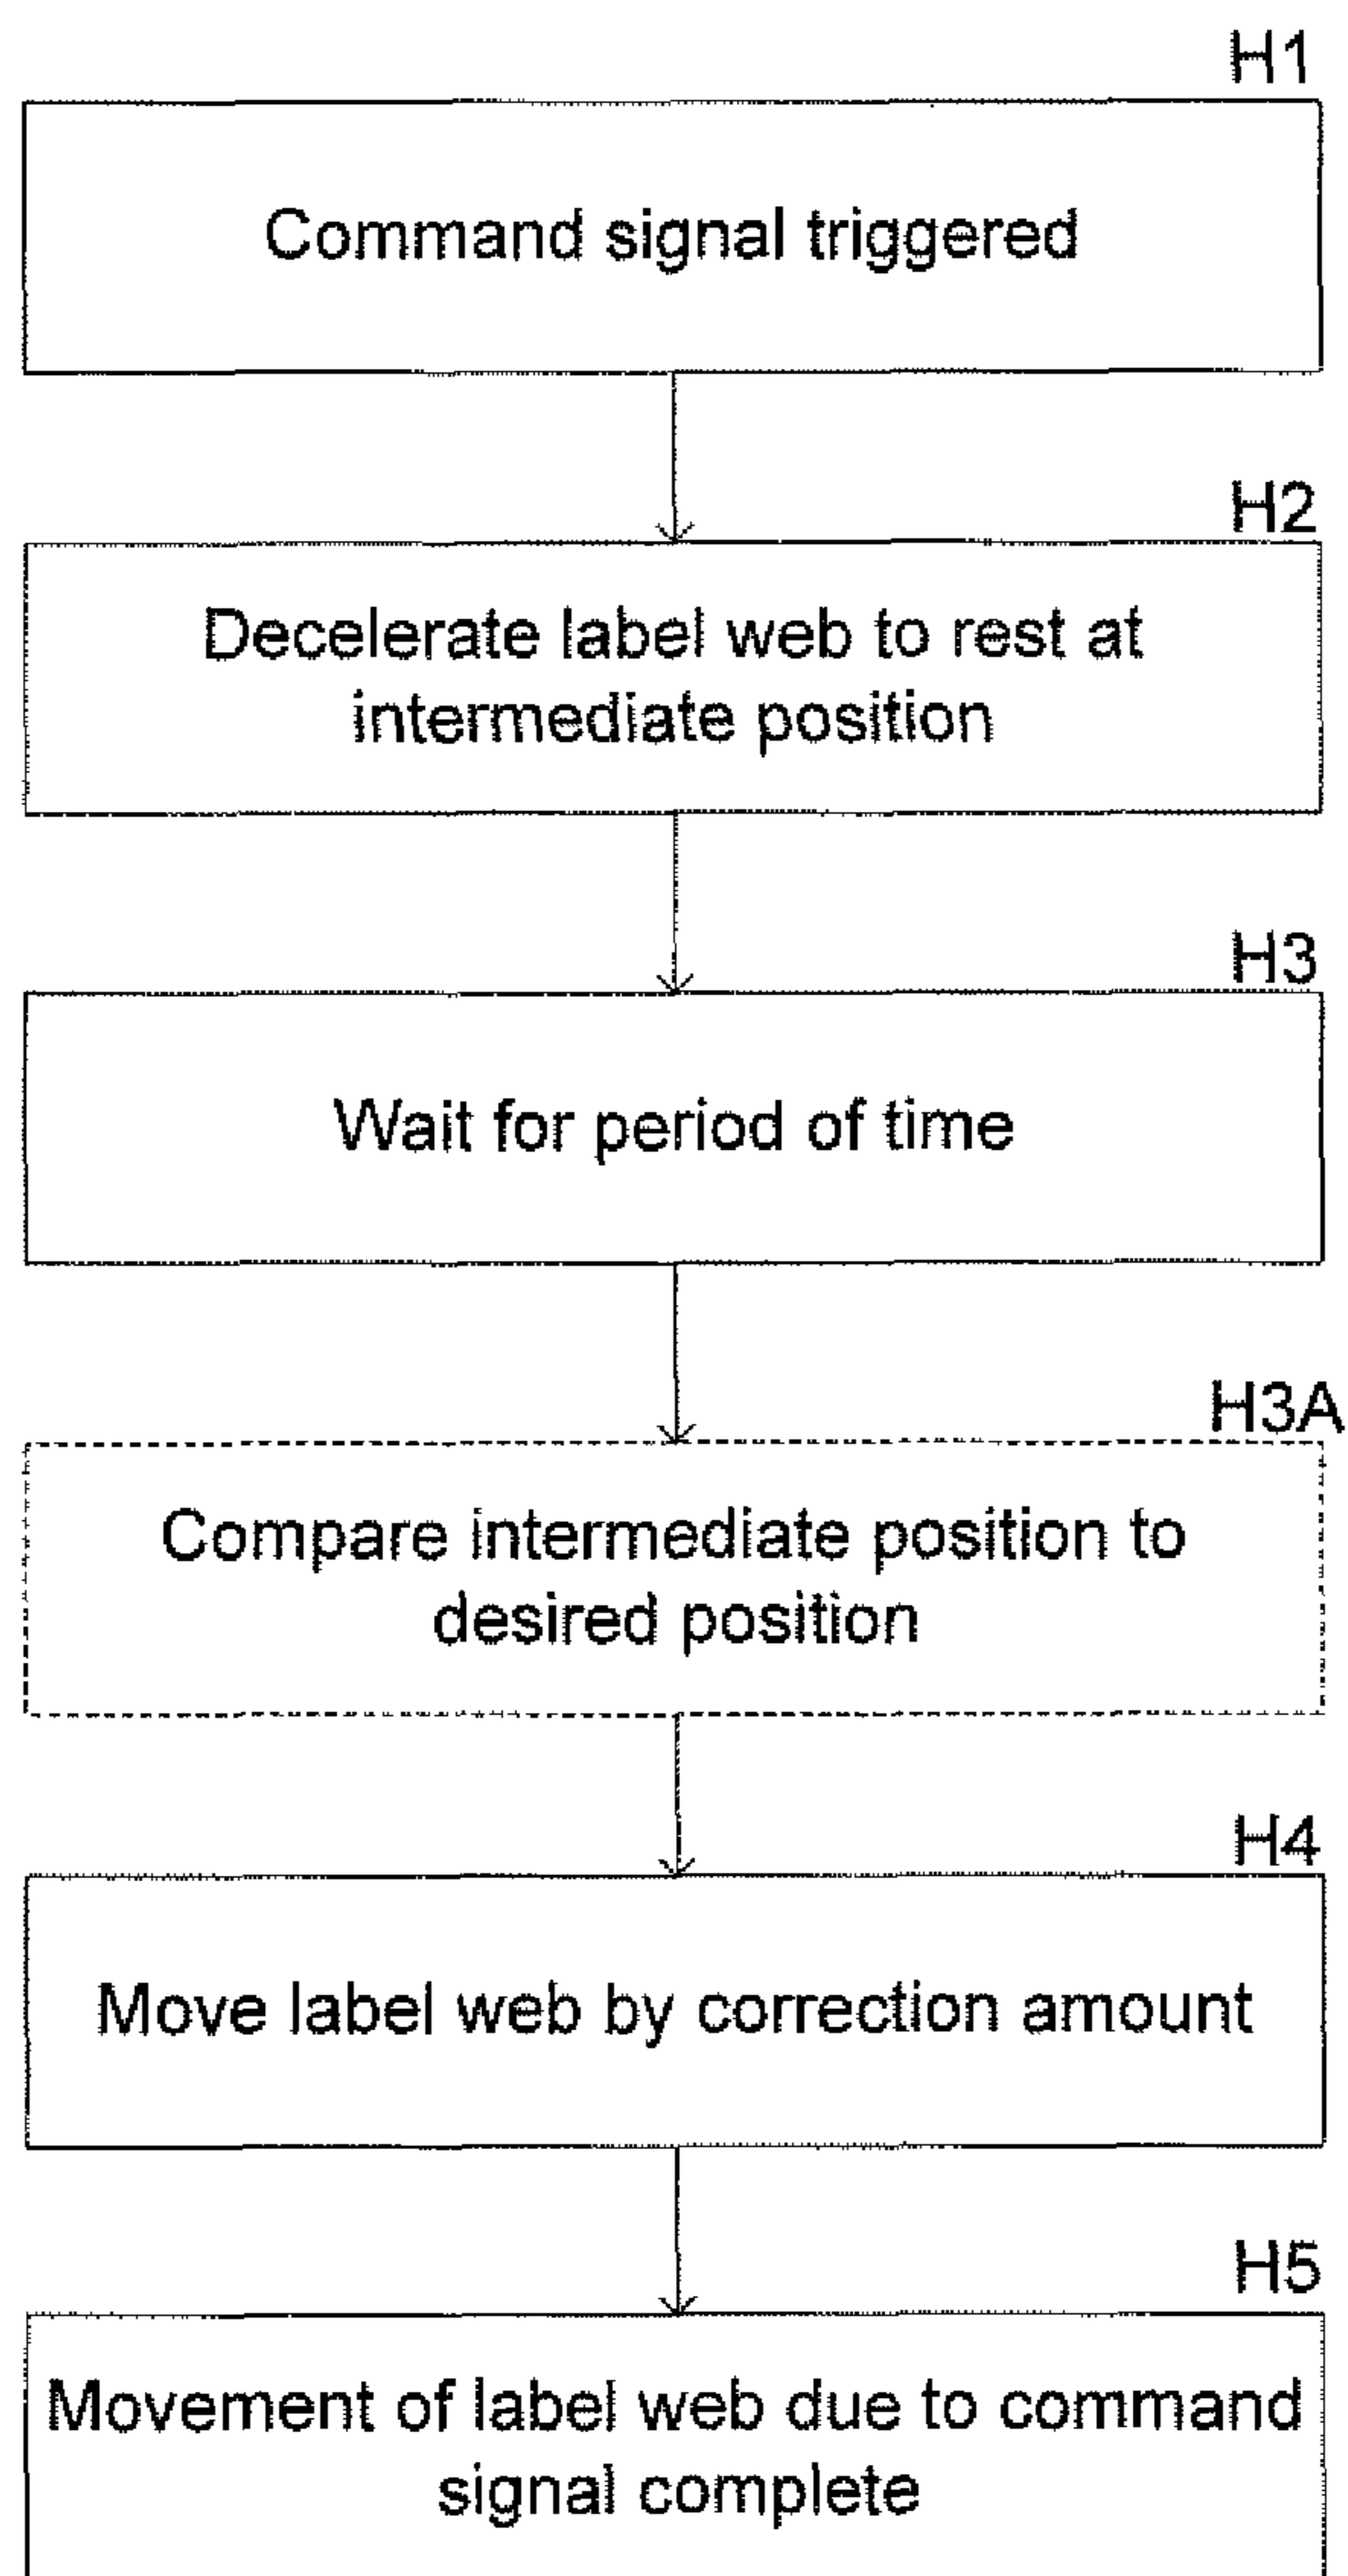 H1
Command signal triggered
H2
Decelerate label web to rest at
intermediate position
H3
Wait for period of time
H3A
Compare intermediate position to
desired position
H4
Move label web by correction amount
H5
Movement of label web due to command
signal complete